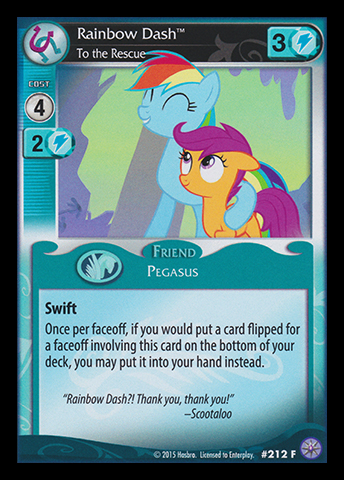 Rainbow Dash™
To the Rescue
3
COST
4
2
FRIEND
PEGASUS
Swift
Once per faceoff, if you would put a card flipped for
a faceoff involving this card on the bottom of your
deck, you may put it into your hand instead.
“Rainbow Dash?! Thank you, thank you!”
–Scootaloo
© 2015 Hasbro. Licensed to Enterplay. #212 F